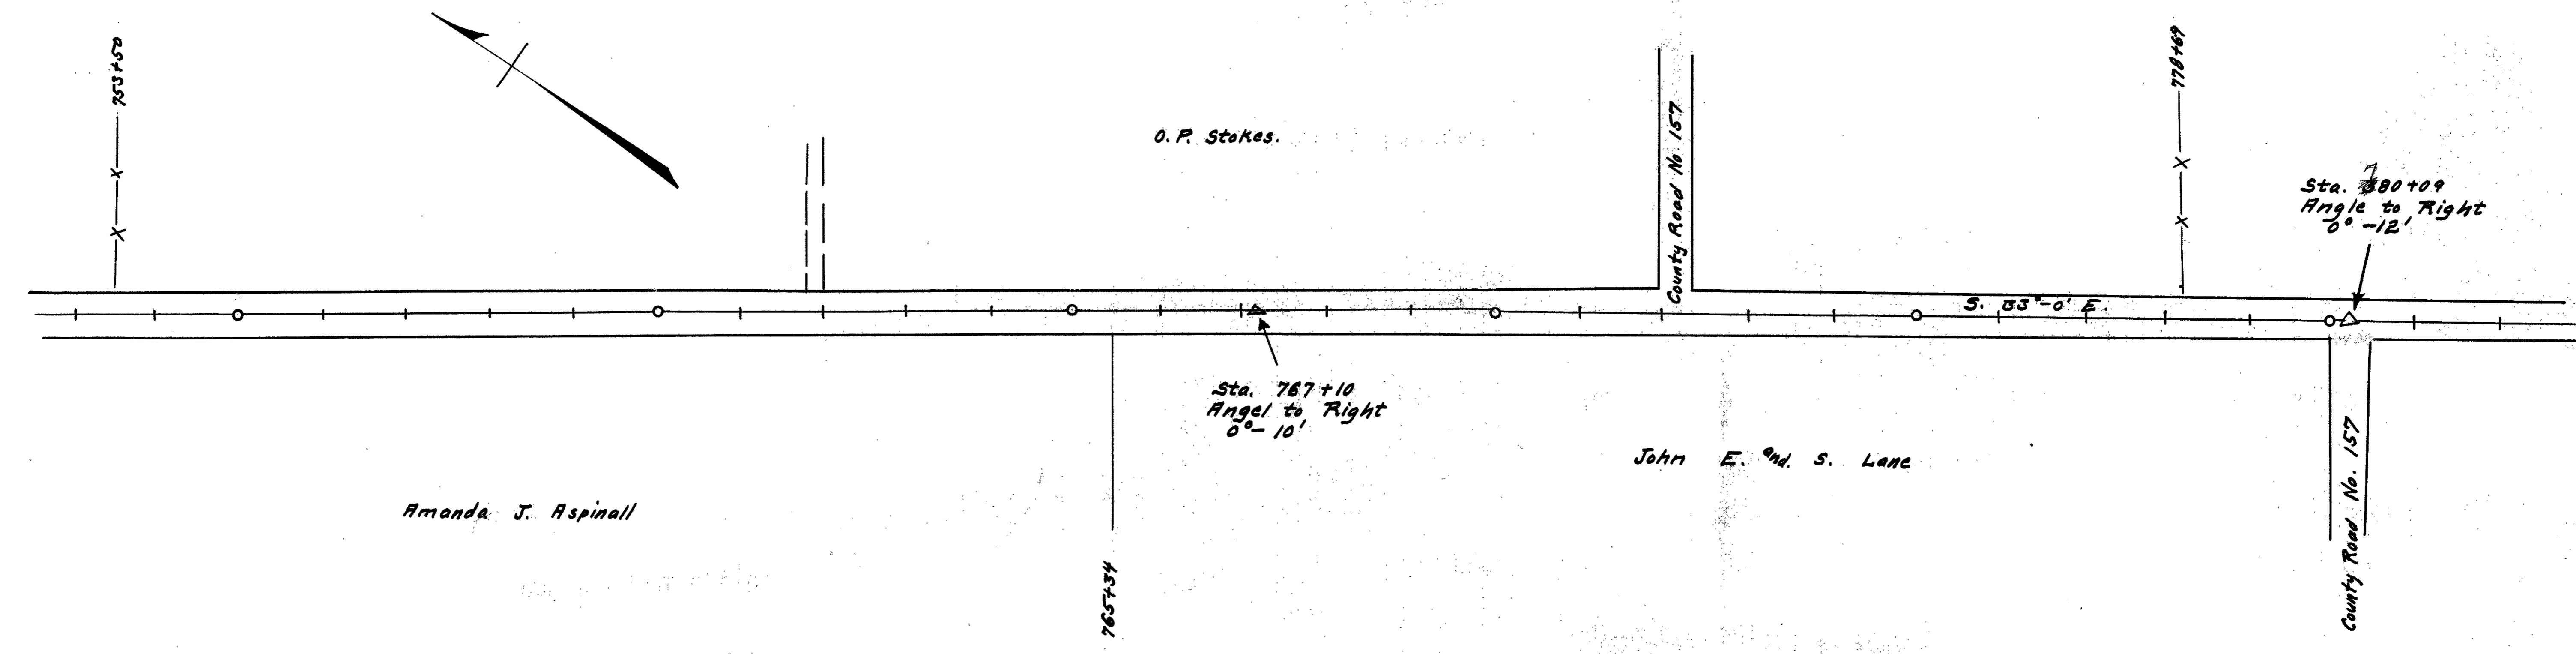 753+50
O. P. Stokes.
County Road No. 157
778+69
Sta. 780+09
Angle to Right
0°-12'
S. 33°-0' E.
Sta. 767+10
Angel to Right
0°-10'
John E. and. S. Lane
Amanda J. Aspinall
765+34
County Road No. 157